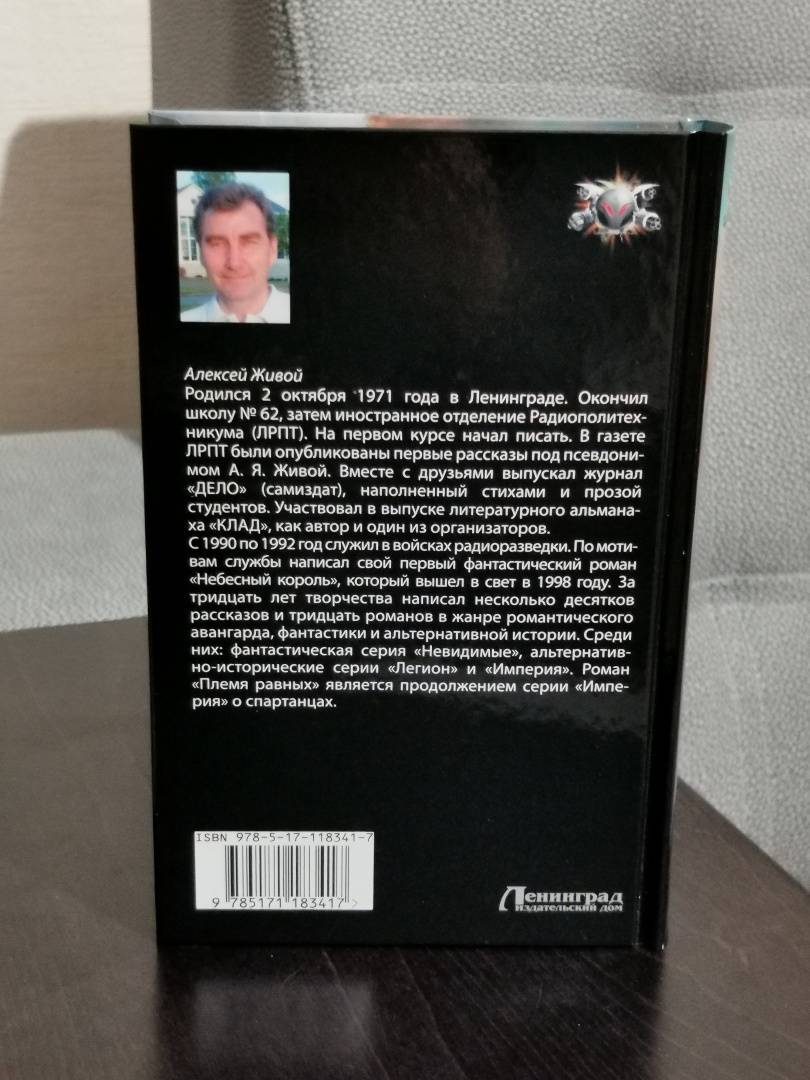 Алексей Живой
Родился 2 октября 1971 года в Ленинграде. Окончил
школу № 62, затем иностранное отделение Радиополитех-
никума (ЛРПТ). На первом курсе начал писать. В газете
ЛРПТ были опубликованы первые рассказы под псевдони-
мом А. Я. Живой. Вместе с друзьями выпускал журнал
«ДЕЛО» (самиздат), наполненный стихами и прозой
студентов. Участвовал в выпуске литературного альмана-
ха «КЛАД», как автор и один из организаторов.
С 1990 по 1992 год служил в войсках радиоразведки. По моти-
вам службы написал свой первый фантастический роман
«Небесный король», который вышел в свет в 1998 году. За
тридцать лет творчества написал несколько десятков
рассказов и тридцать романов в жанре романтического
авангарда, фантастики и альтернативной истории. Среди
них: фантастическая серия «Невидимые», альтернатив-
но-исторические серии «Легион» и «Империя». Роман
«Племя равных» является продолжением серии «Импе-
рия» о спартанцах.
ISBN 978-5-17-118341-7
9 785171 183417 >
Ленинград
издательский дом